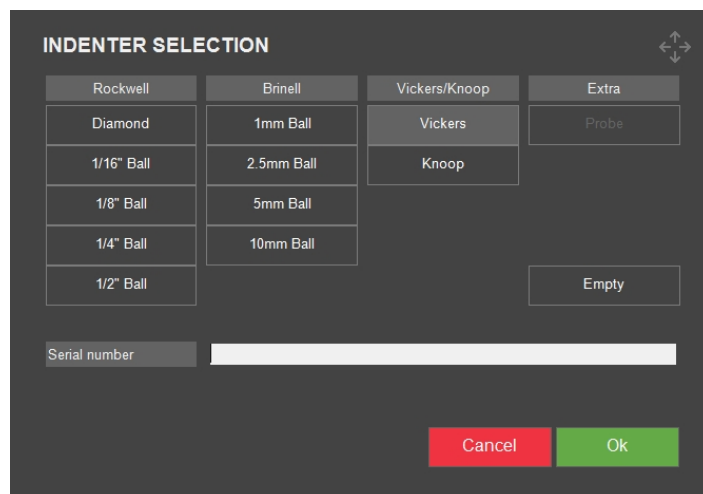 INDENTER SELECTION
Rockwell Brinell Vickers/Knoop Extra
Diamond 1mm Ball Vickers Probe
1/16" Ball 2.5mm Ball Knoop
1/8" Ball 5mm Ball
1/4" Ball 10mm Ball
1/2" Ball Empty
Serial number
Cancel Ok